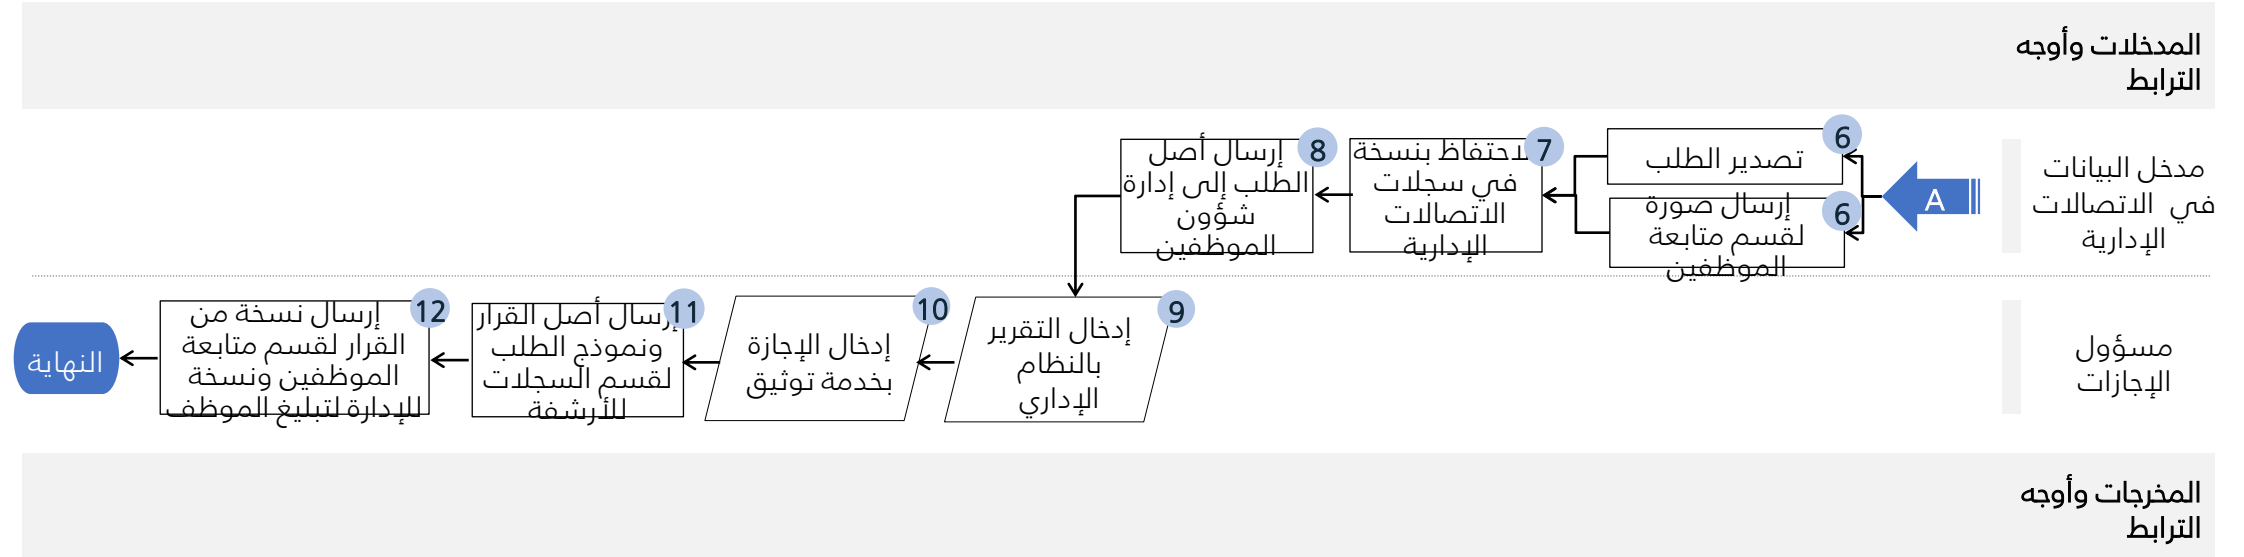 المدخلات وأوجه
الترابط
مدخل البيانات
في الاتصالات
الإدارية
A
6
تصدير الطلب
6
إرسال صورة
لقسم متابعة
الموظفين
7
لاحتفاظ بنسخة
في سجلات
الاتصالات
الإدارية
8
إرسال أصل
الطلب إلى إدارة
شؤون
الموظفين
مسؤول
الإجازات
9
إدخال التقرير
بالنظام
الإداري
10
إدخال الإجازة
بخدمة توثيق
11
إرسال أصل القرار
ونموذج الطلب
لقسم السجلات
للأرشفة
12
إرسال نسخة من
القرار لقسم متابعة
الموظفين ونسخة
للإدارة لتبليغ الموظف
النهاية
المخرجات وأوجه
الترابط